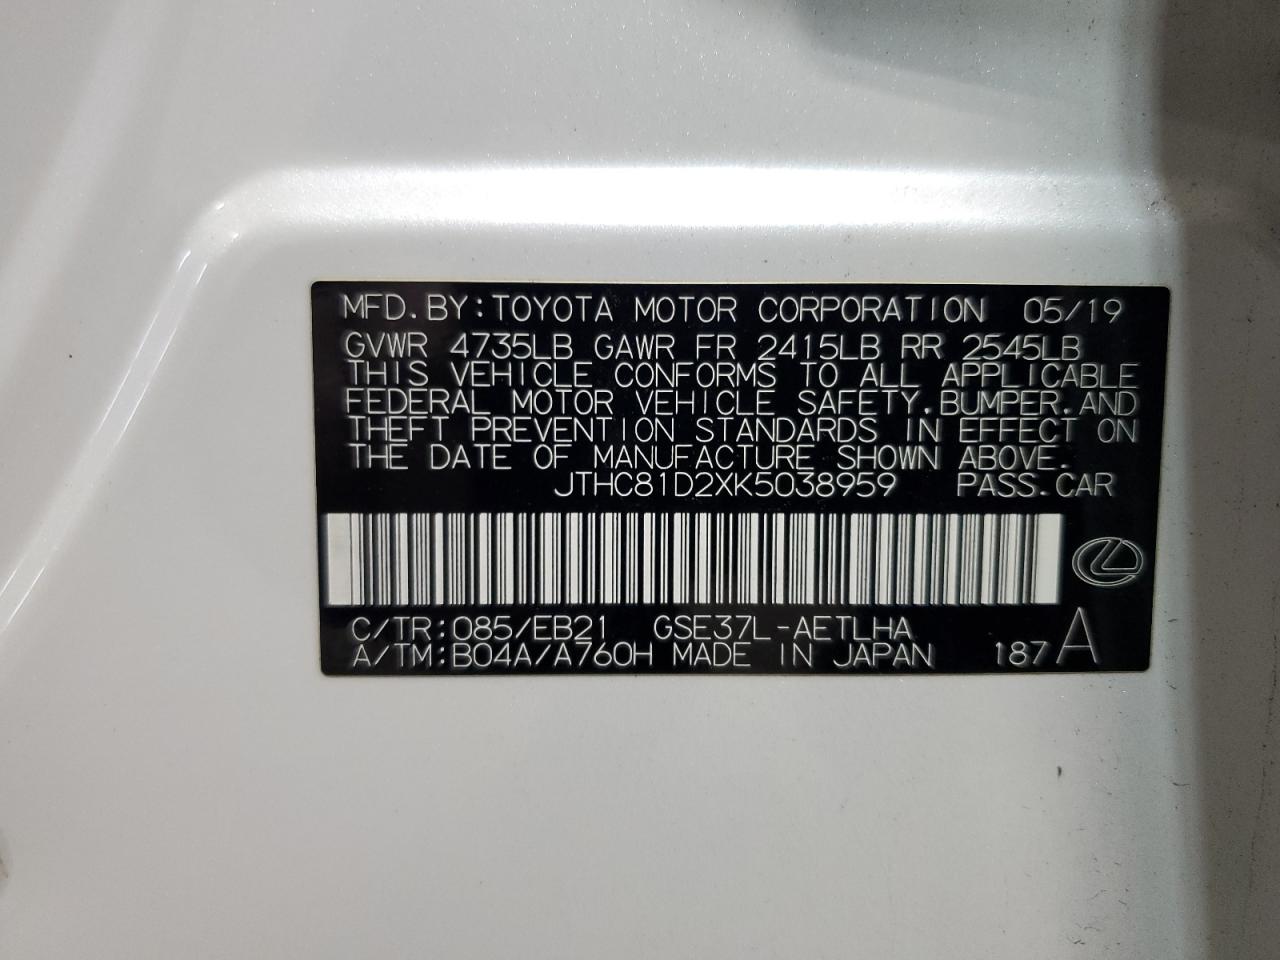 MFD. BY: TOYOTA MOTOR CORPORATION 05/19
GVWR 4735LB GAWR FR 2415LB RR 2545LB
THIS VEHICLE CONFORMS TO ALL APPLICABLE
FEDERAL MOTOR VEHICLE SAFETY, BUMPER, AND
THEFT PREVENTION STANDARDS IN EFFECT ON
THE DATE OF MANUFACTURE SHOWN ABOVE.
JTHC81D2XK5038959 PASS. CAR
C/TR: 085/EB21 GSE37L-AETLHA
A/TM: B04A/A760H MADE IN JAPAN 187 A